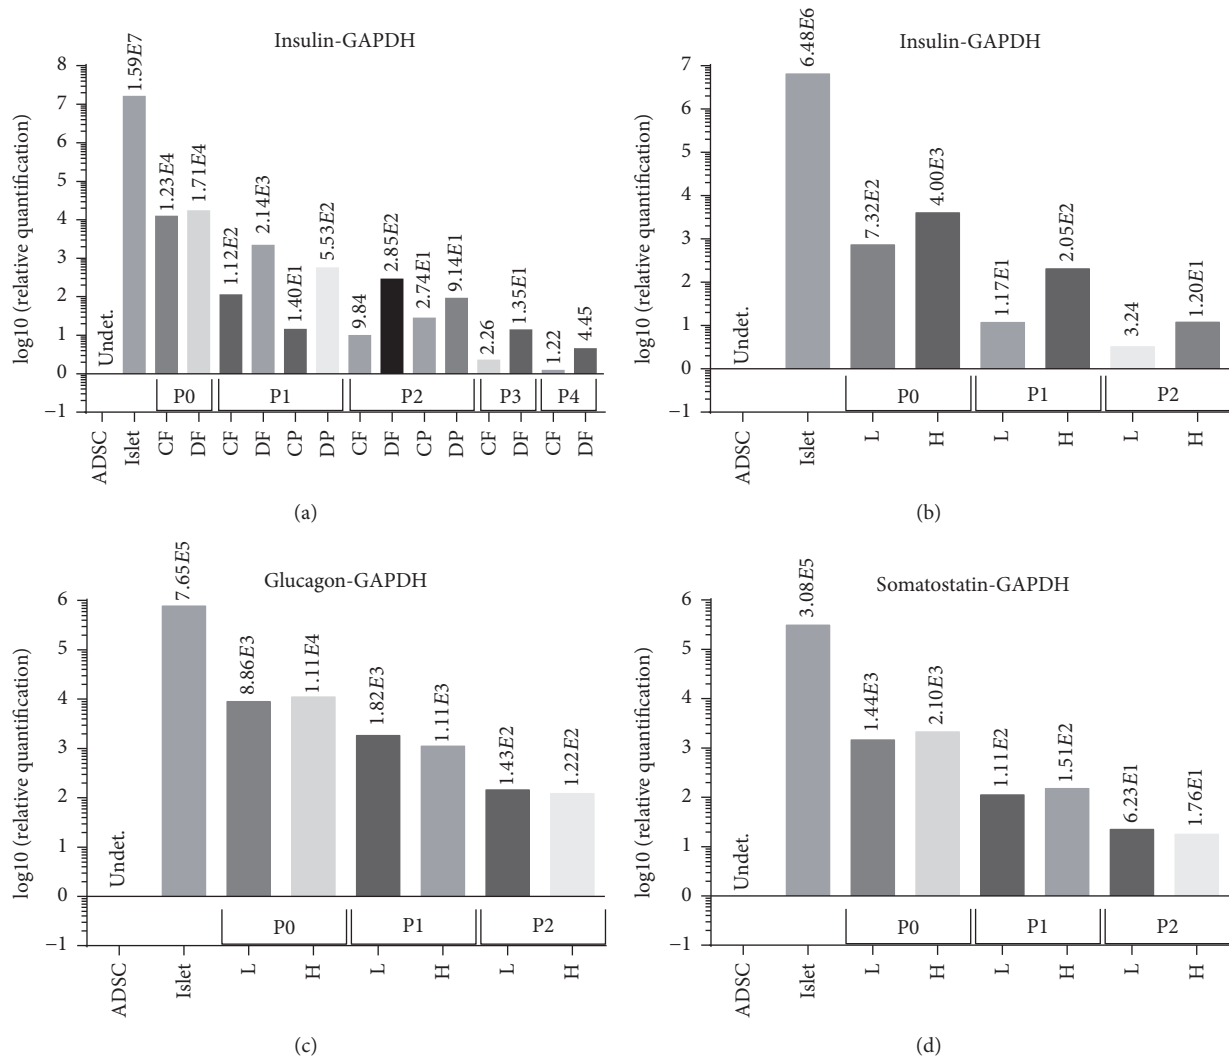 Insulin-GAPDH
log10 (relative quantification)
8
7
6
5
4
3
2
1
0
−1
Undet.
1.59E7
1.23E4
1.71E4
1.12E2
2.14E3
1.40E1
5.53E2
9.84
2.85E2
2.74E1
9.14E1
2.26
1.35E1
1.22
4.45
P0 P1 P2 P3 P4
ADSC Islet CF DF CF DF CP DP CF DF CP DP CF DF CF DF
(a)
Insulin-GAPDH
log10 (relative quantification)
7
6
5
4
3
2
1
0
−1
Undet.
6.48E6
7.32E2
4.00E3
1.17E1
2.05E2
3.24
1.20E1
P0 P1 P2
ADSC Islet L H L H L H
(b)
Glucagon-GAPDH
log10 (relative quantification)
6
5
4
3
2
1
0
−1
Undet.
7.65E5
8.86E3
1.11E4
1.82E3
1.11E3
1.43E2
1.22E2
P0 P1 P2
ADSC Islet L H L H L H
(c)
Somatostatin-GAPDH
log10 (relative quantification)
6
5
4
3
2
1
0
−1
Undet.
3.08E5
1.44E3
2.10E3
1.11E2
1.51E2
6.23E1
1.76E1
P0 P1 P2
ADSC Islet L H L H L H
(d)